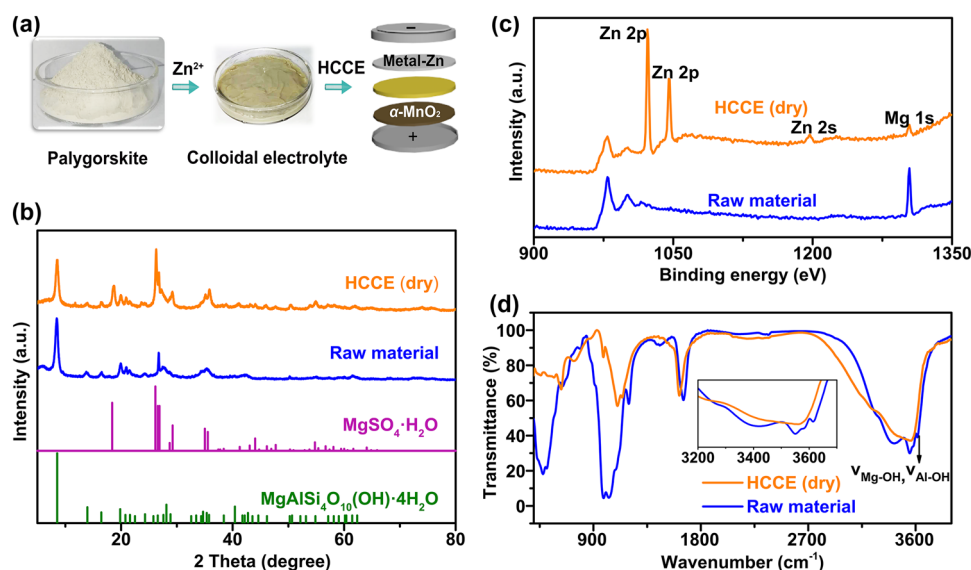 (a)
Zn²⁺
HCCE
Palygorskite
Colloidal electrolyte
−
Metal-Zn
α-MnO₂
+
(b)
HCCE (dry)
Raw material
MgSO₄·H₂O
MgAlSi₄O₁₀(OH)·4H₂O
Intensity (a.u.)
20
40
60
80
2 Theta (degree)
(c)
Zn 2p
Zn 2p
HCCE (dry)
Zn 2s
Mg 1s
Raw material
Intensity (a.u.)
900
1050
1200
1350
Binding energy (eV)
(d)
100
80
60
40
20
0
Transmittance (%)
3200
3400
3600
νMg-OH, νAl-OH
HCCE (dry)
Raw material
900
1800
2700
3600
Wavenumber (cm⁻¹)